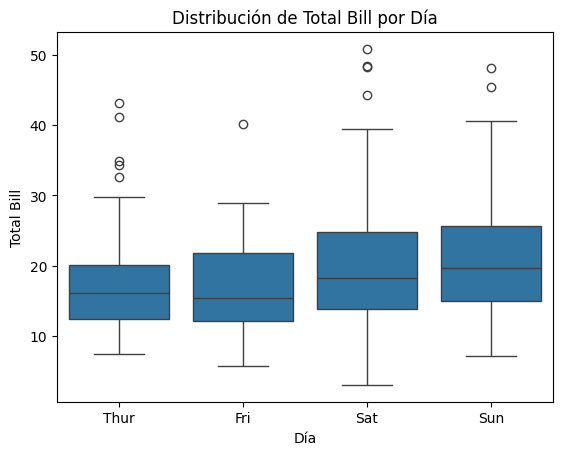 Distribución de Total Bill por Día
Total Bill
50
40
30
20
10
Thur Fri Sat Sun
Día